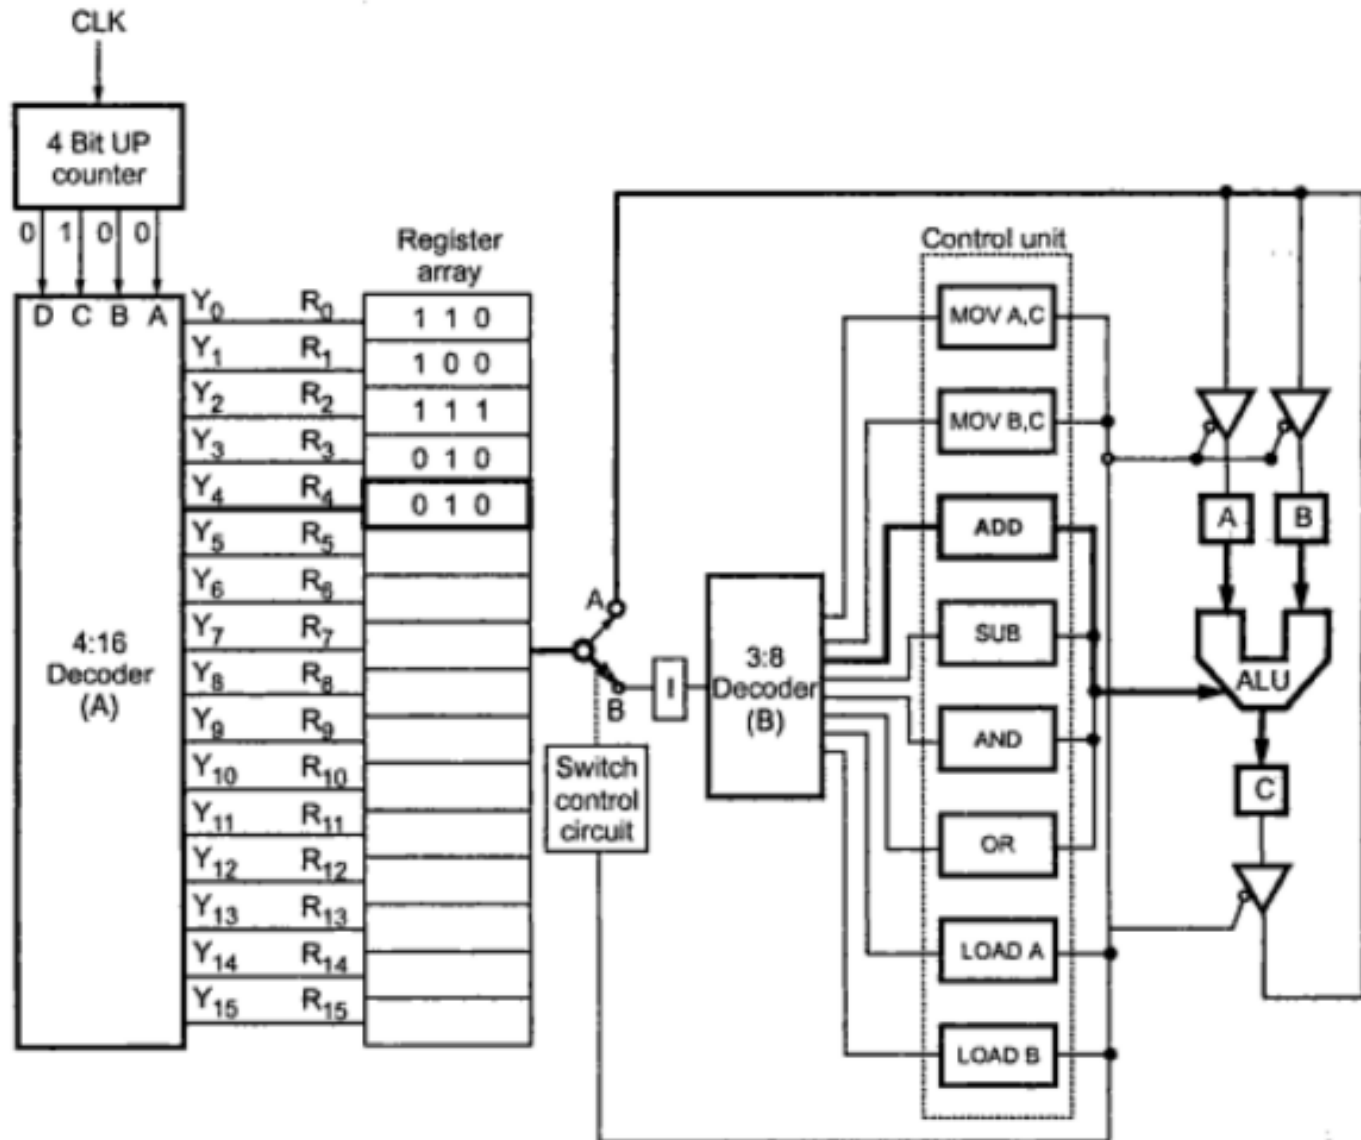 CLK
4 Bit UP
counter
0 1 0 0
D C B A
4:16
Decoder
(A)
Register
array
Y0 R0 1 1 0
Y1 R1 1 0 0
Y2 R2 1 1 1
Y3 R3 0 1 0
Y4 R4 0 1 0
Y5 R5
Y6 R6
Y7 R7
Y8 R8
Y9 R9
Y10 R10
Y11 R11
Y12 R12
Y13 R13
Y14 R14
Y15 R15
A
B
I
Switch
control
circuit
3:8
Decoder
(B)
Control unit
MOV A,C
MOV B,C
ADD
SUB
AND
OR
LOAD A
LOAD B
A B
ALU
C